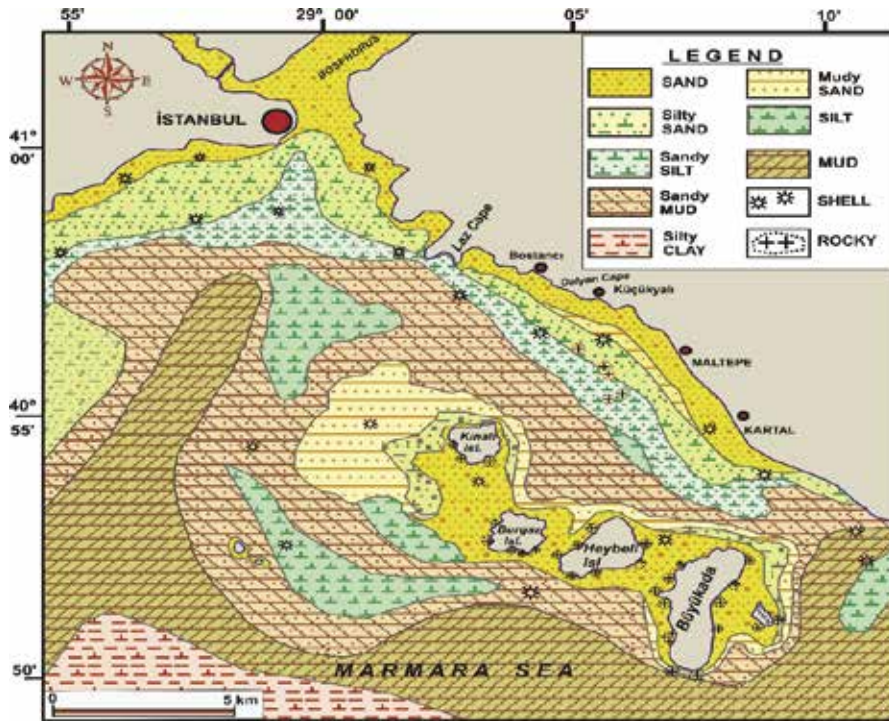 55'
29° 00'
05'
10'
N
W
S
BOSPHORUS
İSTANBUL
41°
00'
LEGEND
SAND
Silty
SAND
Sandy
SILT
Sandy
MUD
Silty
CLAY
Mudy
SAND
SILT
MUD
SHELL
ROCKY
Laz Cape
Bostancı
Dalyan Cape
Küçükyalı
MALTEPE
KARTAL
40°
55'
Kınalı
isl.
Burgaz
isl.
Heybeli
isl
Büyükada
50'
MARMARA SEA
0
5 km